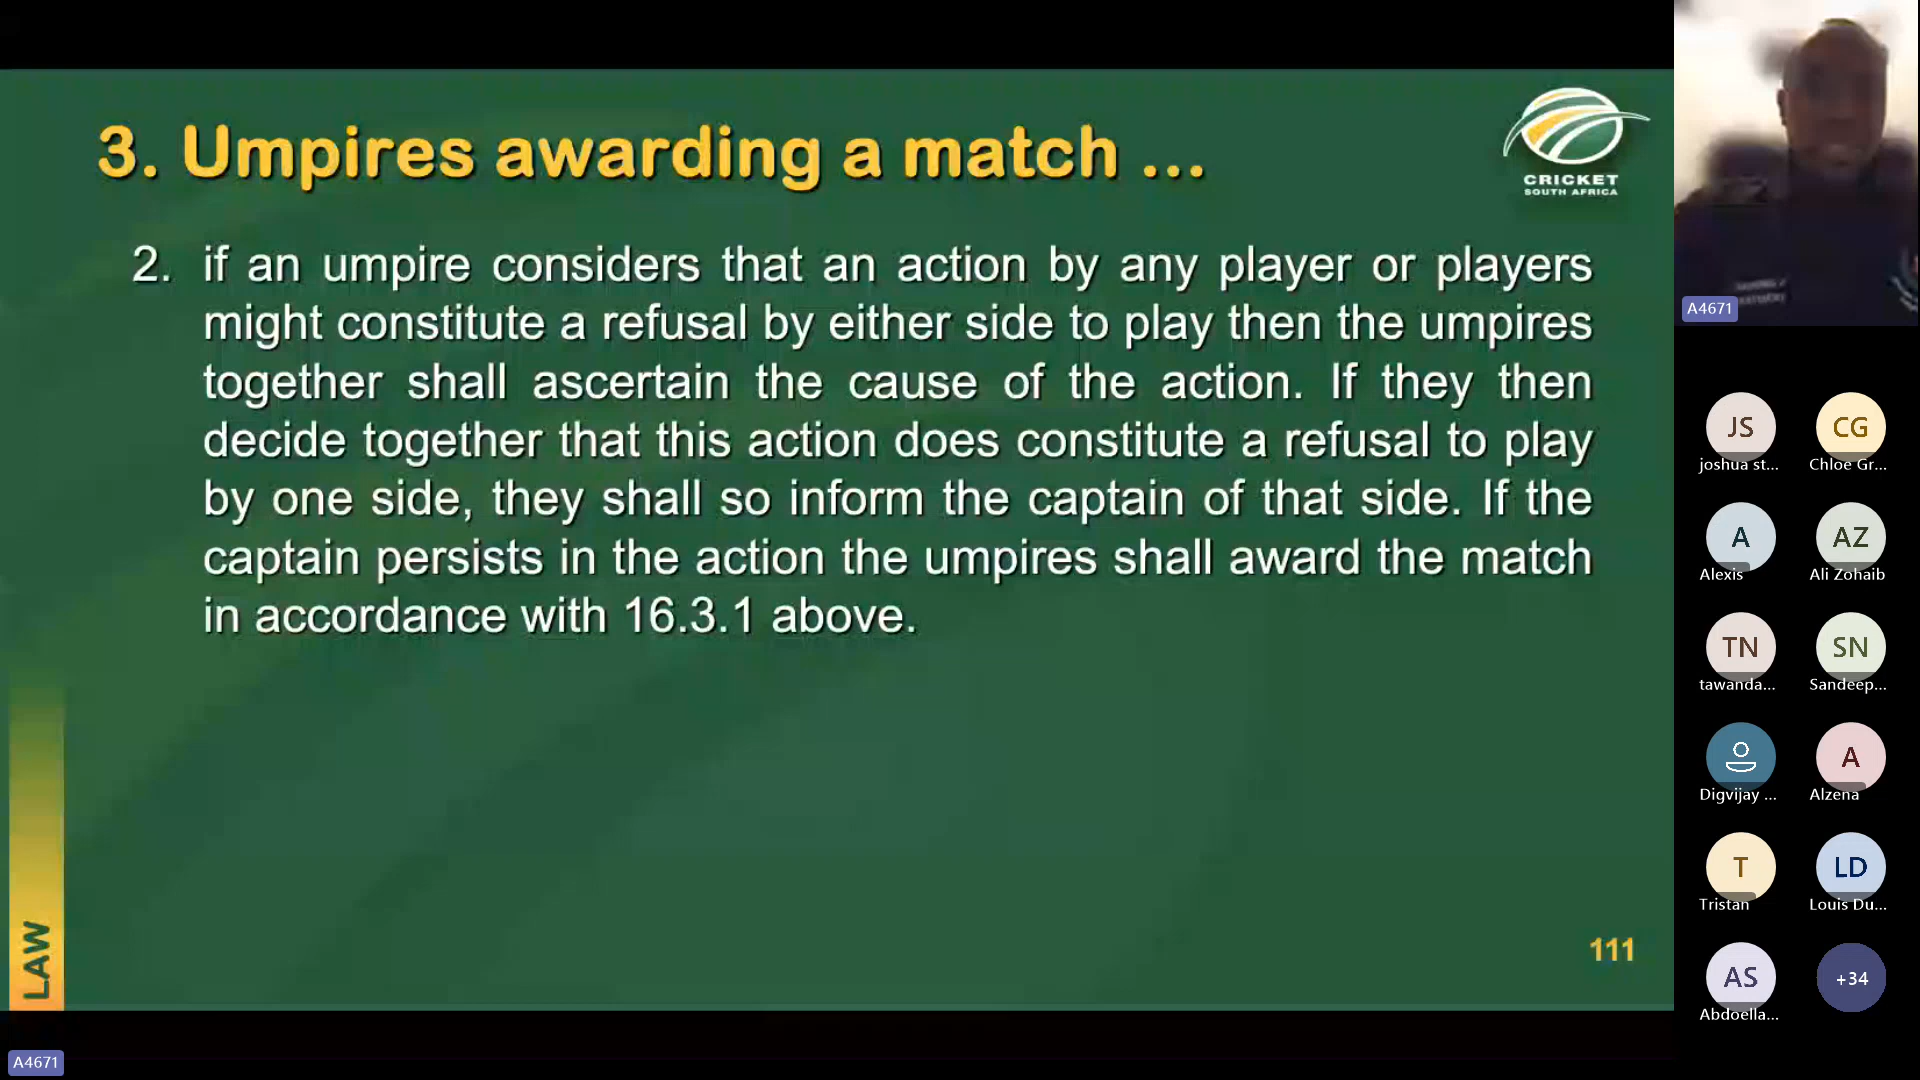 3. Umpires awarding a match ...
CRICKET
SOUTH AFRICA
2. if an umpire considers that an action by any player or players
might constitute a refusal by either side to play then the umpires
together shall ascertain the cause of the action. If they then
decide together that this action does constitute a refusal to play
by one side, they shall so inform the captain of that side. If the
captain persists in the action the umpires shall award the match
in accordance with 16.3.1 above.
LAW
111
A4671
A4671
JS
joshua st...
CG
Chloe Gr...
A
Alexis
AZ
Ali Zohaib
TN
tawanda...
SN
Sandeep...
Digvijay ...
A
Alzena
T
Tristan
LD
Louis Du...
AS
Abdoella...
+34